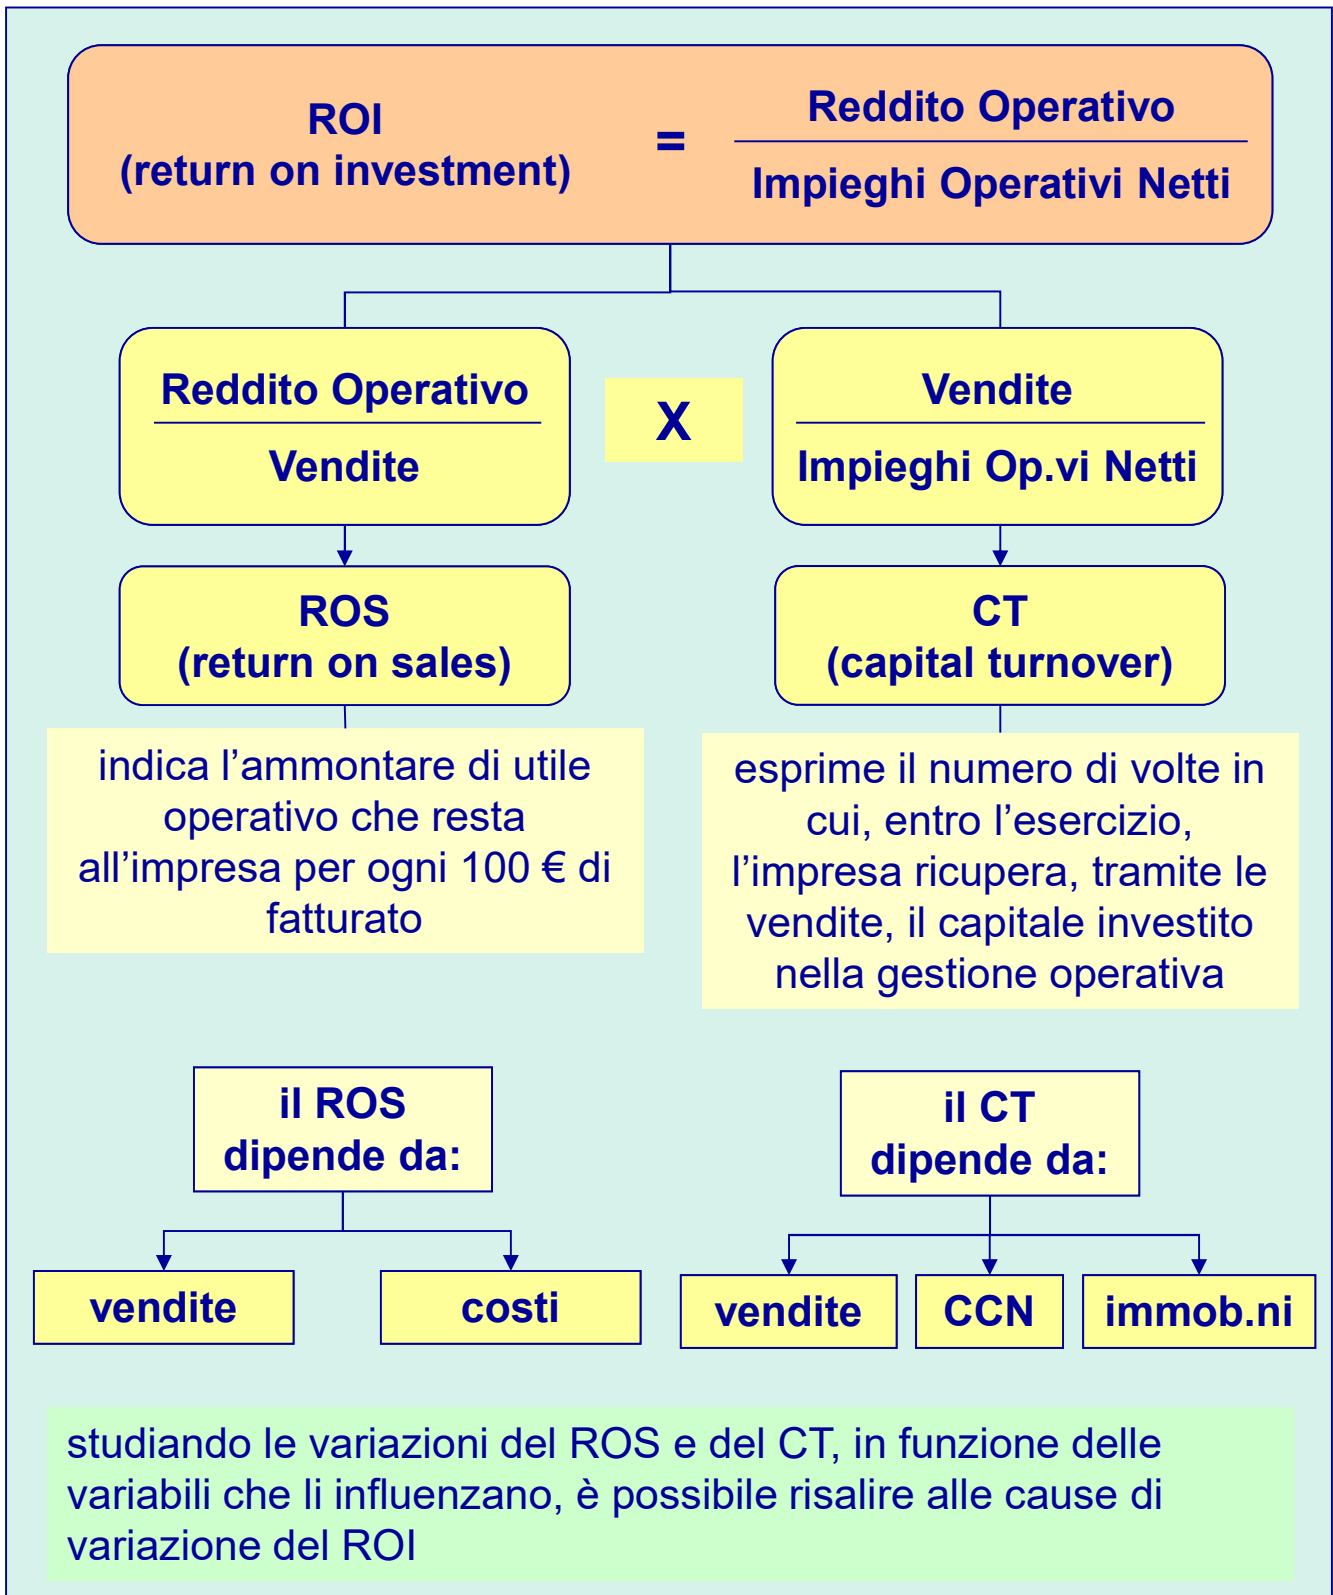 ROI
(return on investment)
=
Reddito Operativo
Impieghi Operativi Netti
Reddito Operativo
Vendite
X
Vendite
Impieghi Op.vi Netti
ROS
(return on sales)
CT
(capital turnover)
indica l’ammontare di utile
operativo che resta
all’impresa per ogni 100 € di
fatturato
esprime il numero di volte in
cui, entro l’esercizio,
l’impresa ricupera, tramite le
vendite, il capitale investito
nella gestione operativa
il ROS
dipende da:
vendite
costi
il CT
dipende da:
vendite
CCN
immob.ni
studiando le variazioni del ROS e del CT, in funzione delle
variabili che li influenzano, è possibile risalire alle cause di
variazione del ROI